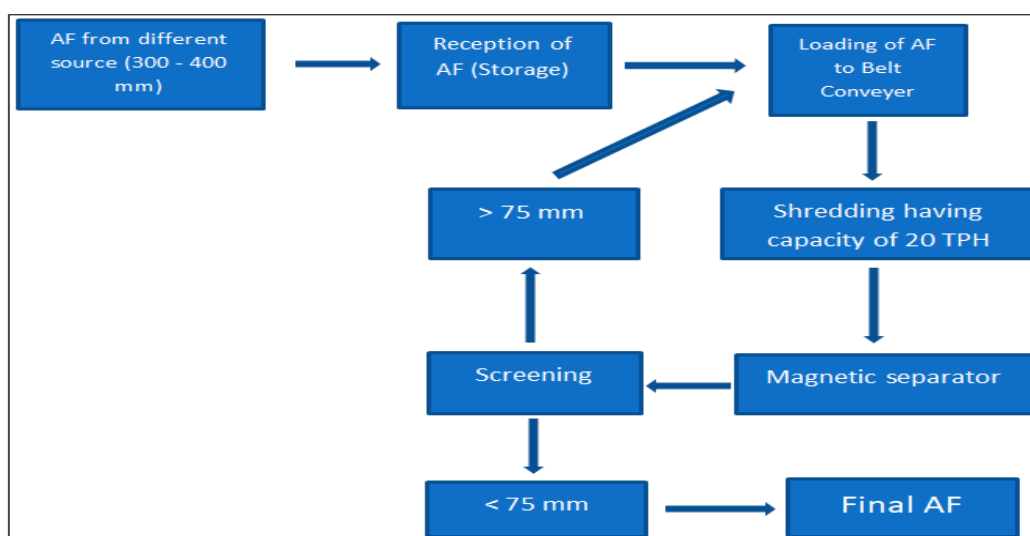 AF from different
source (300 - 400
mm)
Reception of
AF (Storage)
Loading of AF
to Belt
Conveyer
> 75 mm
Shredding having
capacity of 20 TPH
Screening
Magnetic separator
< 75 mm
Final AF